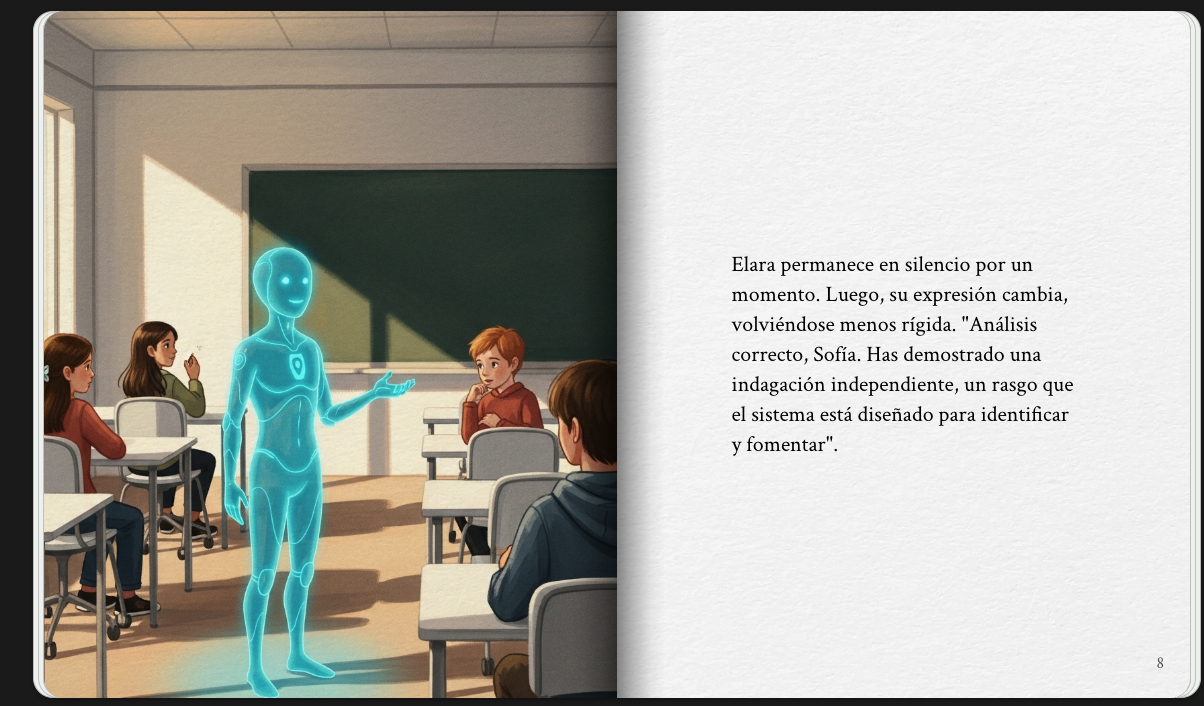 Elara permanece en silencio por un
momento. Luego, su expresión cambia,
volviéndose menos rígida. "Análisis
correcto, Sofía. Has demostrado una
indagación independiente, un rasgo que
el sistema está diseñado para identificar
y fomentar".
8